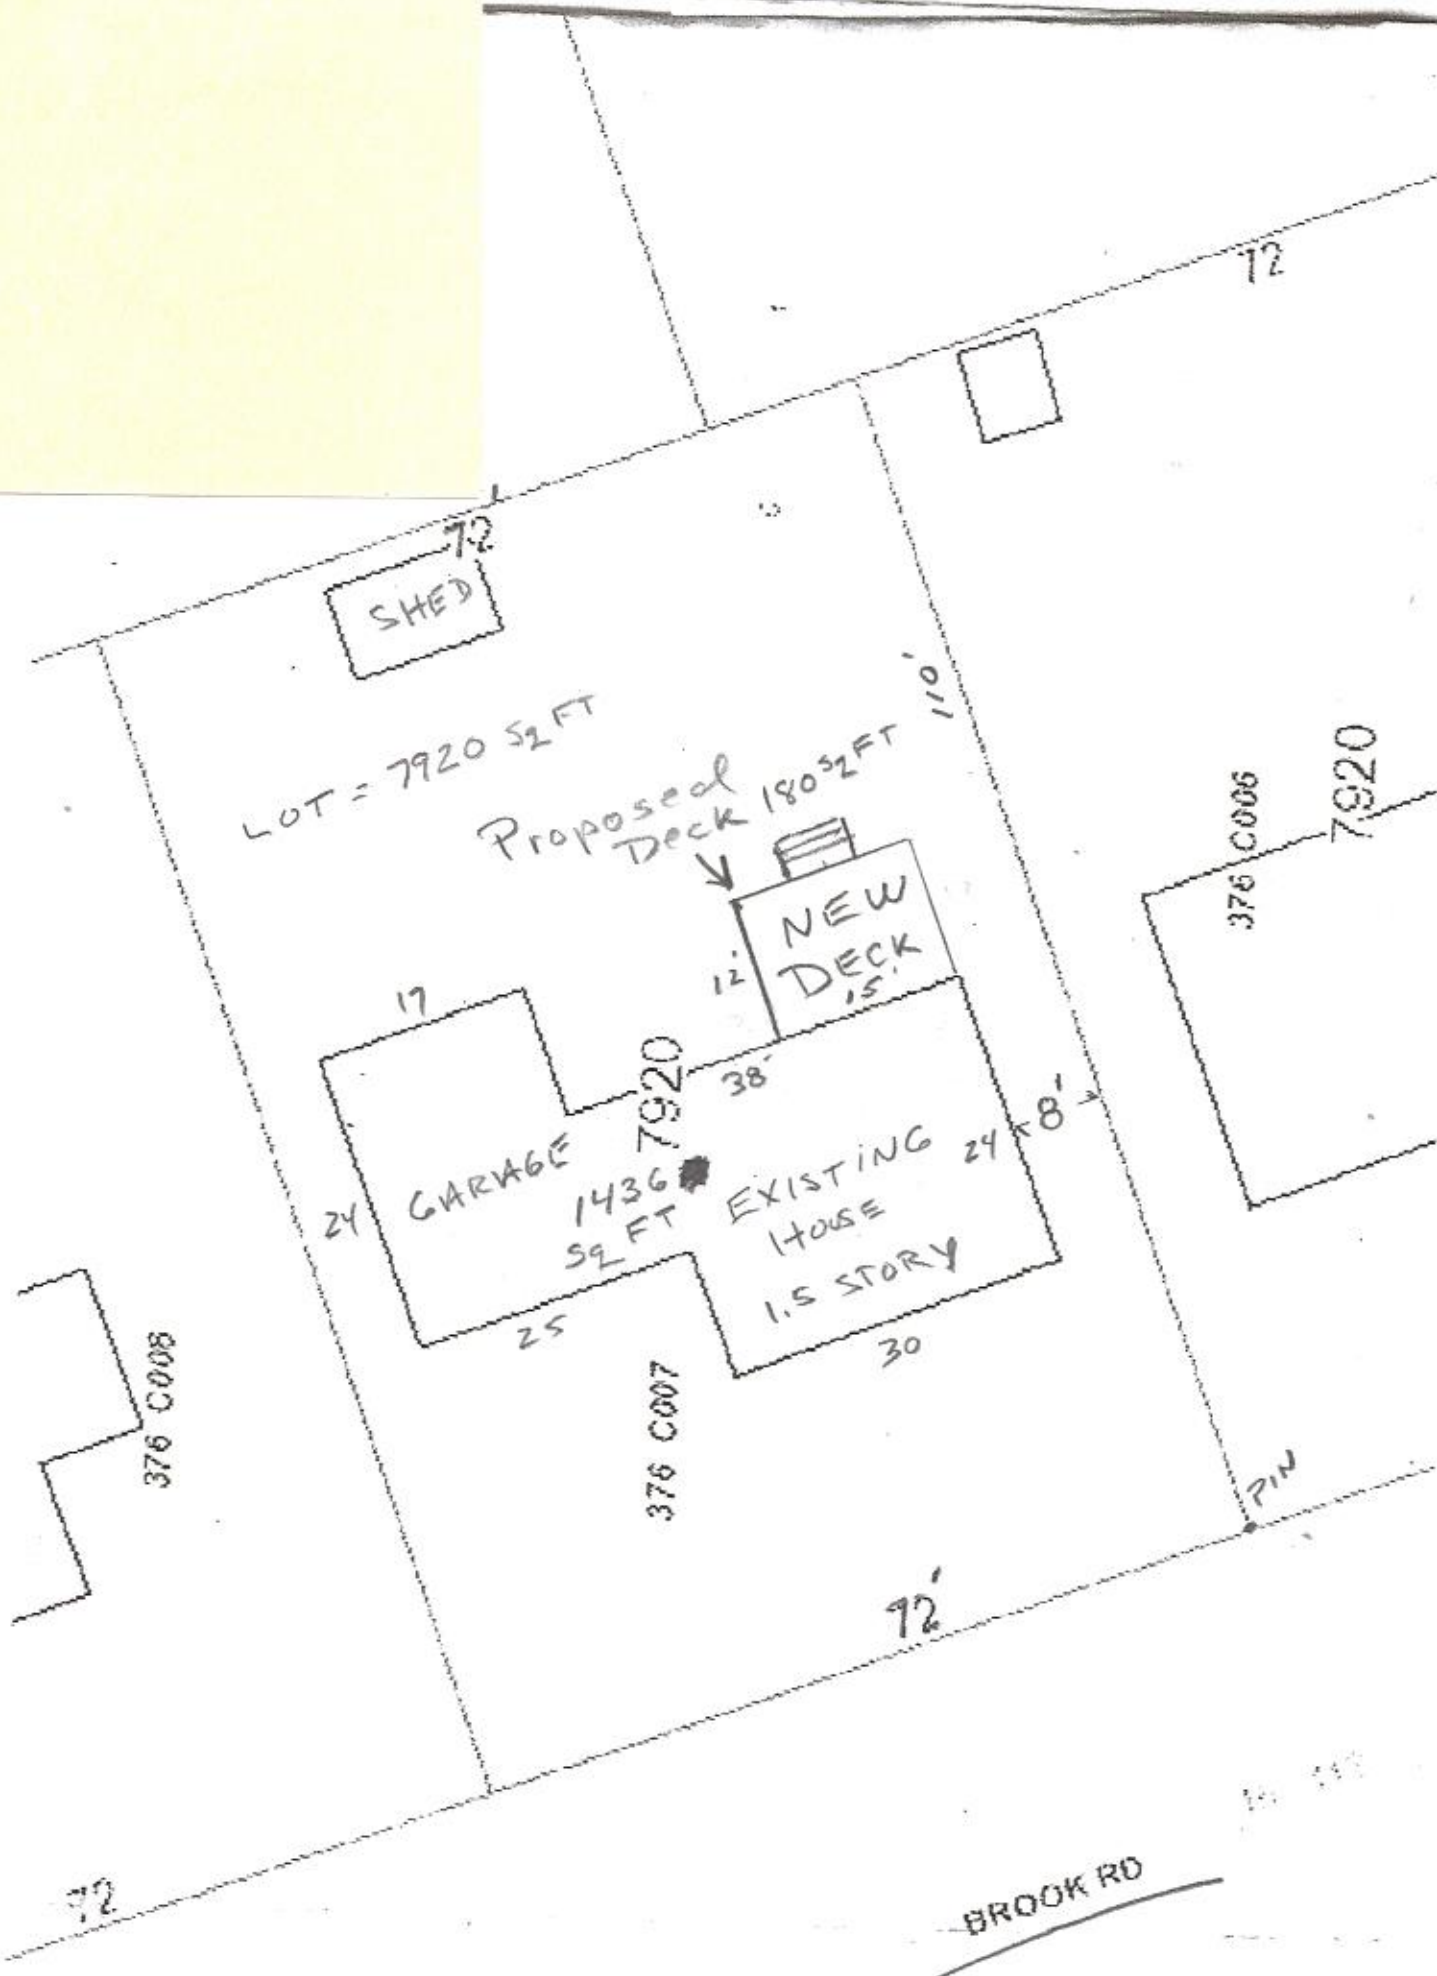 72
72
SHED
110'
LOT = 7920 Sq FT
Proposed
Deck 180 Sq FT
7920
376 C006
NEW
DECK
12'
15'
17
38'
7920
8'
24
GARAGE
1436
Sq FT
EXISTING
HOUSE
1.5 STORY
24
25
30
376 C008
376 C007
PIN
72'
72
BROOK RD